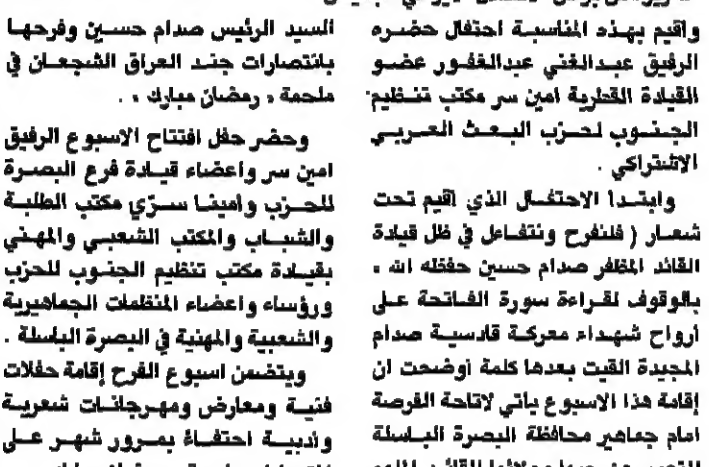 واقيم بهذه المناسبة احتفال حضره
الرفيق عبدالغني عبدالغفور عضو
القيادة القطرية امين سر مكتب تنظيم
الجنوب لحزب البعث العربي
الاشتراكي .
وابتدا الاحتفال الذي اقيم تحت
شعار ( فلنفرح ونتفاعل في ظل قيادة
القائد المظفر صدام حسين حفظه الله »
بالوقوف لقراءة سورة الفاتحة على
أرواح شهداء معركة قادسية صدام
المجيدة القيت بعدها كلمة أوضحت ان
إقامة هذا الاسبوع ياتي لاتاحة الفرصة
امام جماهير محافظة البصرة الباسلة
السيد الرئيس صدام حسين وفرحها
بانتصارات جند العراق الشجعان في
ملحمة « رمضان مبارك » .
وحضر حفل افتتاح الاسبوع الرفيق
امين سر واعضاء قيادة فرع البصرة
للحزب وامينا سرّي مكتب الطلبة
والشباب والمكتب الشعبي والمهني
بقيادة مكتب تنظيم الجنوب للحزب
ورؤساء واعضاء المنظمات الجماهيرية
والشعبية والمهنية في البصرة الباسلة .
ويتضمن اسبوع الفرح إقامة حفلات
فنية ومعارض ومهرجانات شعرية
وادبية احتفاءً بمرور شهر على